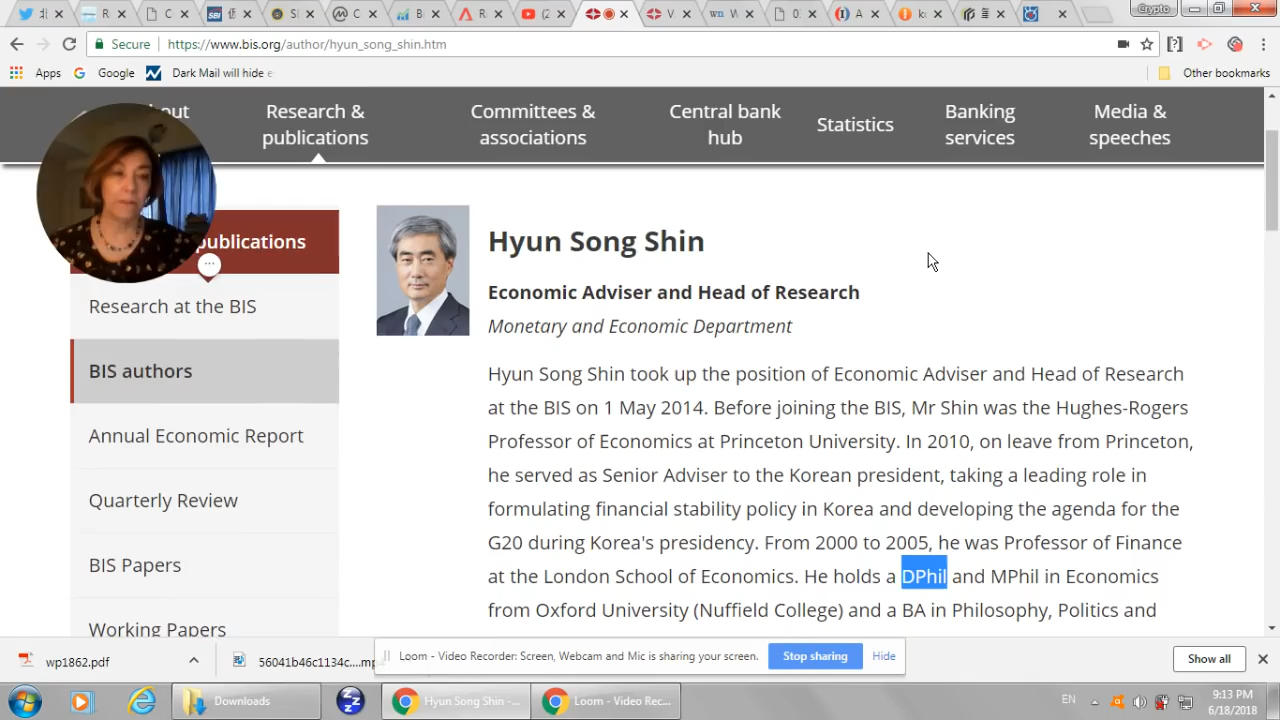 Crypto
Secure
https://www.bis.org/author/hyun_song_shin.htm
Apps
Google
Dark Mail will hide
Other bookmarks
Research &
publications
Committees &
associations
Central bank
hub
Statistics
Banking
services
Media &
speeches
publications
Research at the BIS
BIS authors
Annual Economic Report
Quarterly Review
BIS Papers
Working Papers
Hyun Song Shin
Economic Adviser and Head of Research
Monetary and Economic Department
Hyun Song Shin took up the position of Economic Adviser and Head of Research
at the BIS on 1 May 2014. Before joining the BIS, Mr Shin was the Hughes-Rogers
Professor of Economics at Princeton University. In 2010, on leave from Princeton,
he served as Senior Adviser to the Korean president, taking a leading role in
formulating financial stability policy in Korea and developing the agenda for the
G20 during Korea's presidency. From 2000 to 2005, he was Professor of Finance
at the London School of Economics. He holds a DPhil and MPhil in Economics
from Oxford University (Nuffield College) and a BA in Philosophy, Politics and
Loom - Video Recorder: Screen, Webcam and Mic is sharing your screen.
Stop sharing
Hide
wp1862.pdf
56041b46c1134c....mp
Show all
Downloads
Hyun Song Shin -...
Loom - Video Rec...
EN
9:13 PM
6/18/2018